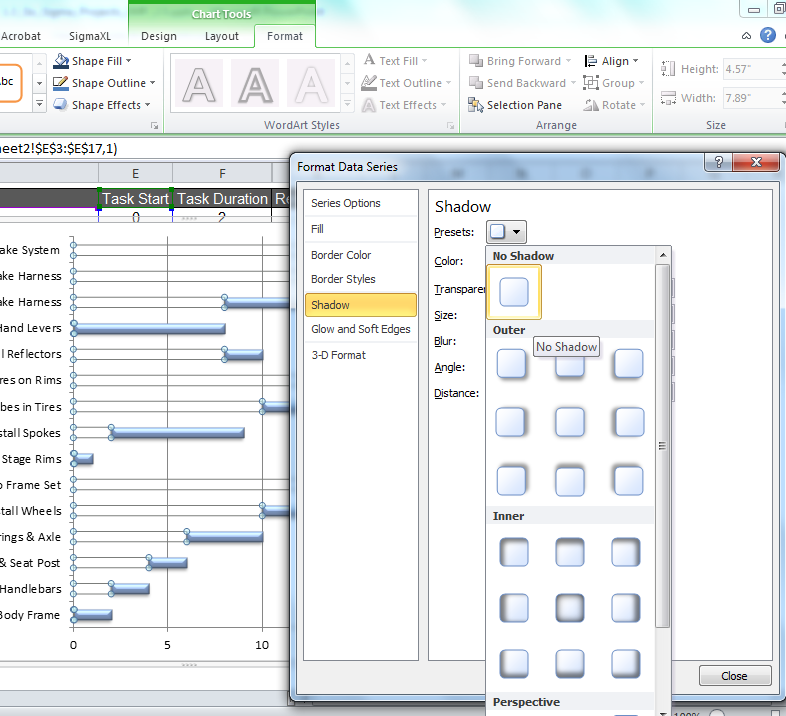 Chart Tools
Acrobat SigmaXL Design Layout Format
bc Shape Fill Text Fill Bring Forward Align Height: 4.57"
Shape Outline Text Outline Send Backward Group Width: 7.89"
Shape Effects Text Effects Selection Pane Rotate
WordArt Styles Arrange Size
eet2!$E$3:$E$17,1)
E F
Task Start Task Duration Re
0 2
ake System
ake Harness
ake Harness
Hand Levers
l Reflectors
res on Rims
bes in Tires
stall Spokes
Stage Rims
o Frame Set
tall Wheels
rings & Axle
& Seat Post
Handlebars
Body Frame
0 5 10
Format Data Series
Series Options
Fill
Border Color
Border Styles
Shadow
Glow and Soft Edges
3-D Format
Shadow
Presets:
Color:
Transparen
Size:
Blur:
Angle:
Distance:
No Shadow
Outer
No Shadow
Inner
Perspective
Close
100%